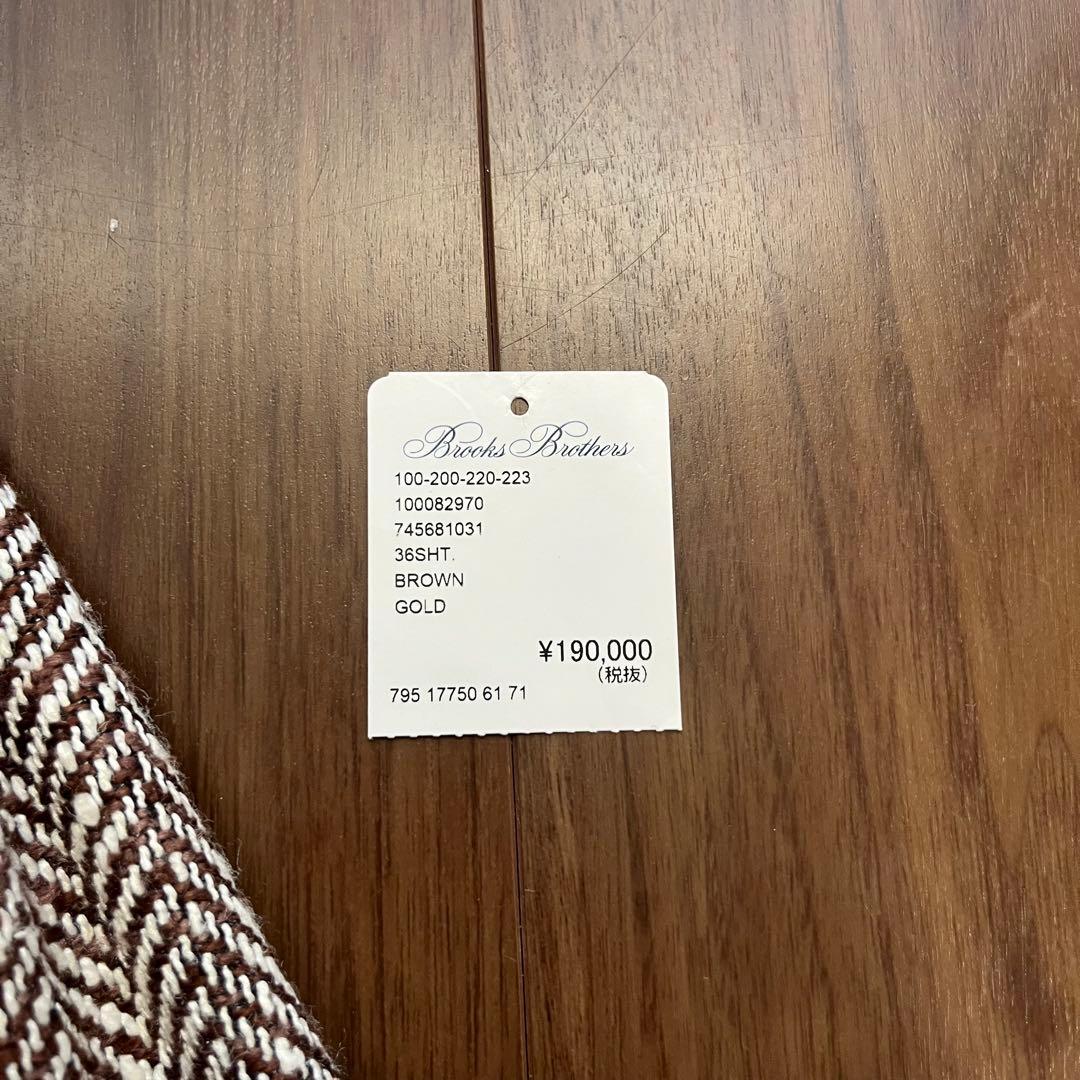 Brooks Brothers
100-200-220-223
100082970
745681031
36SHT.
BROWN
GOLD
¥190,000
(税抜)
795 17750 61 71